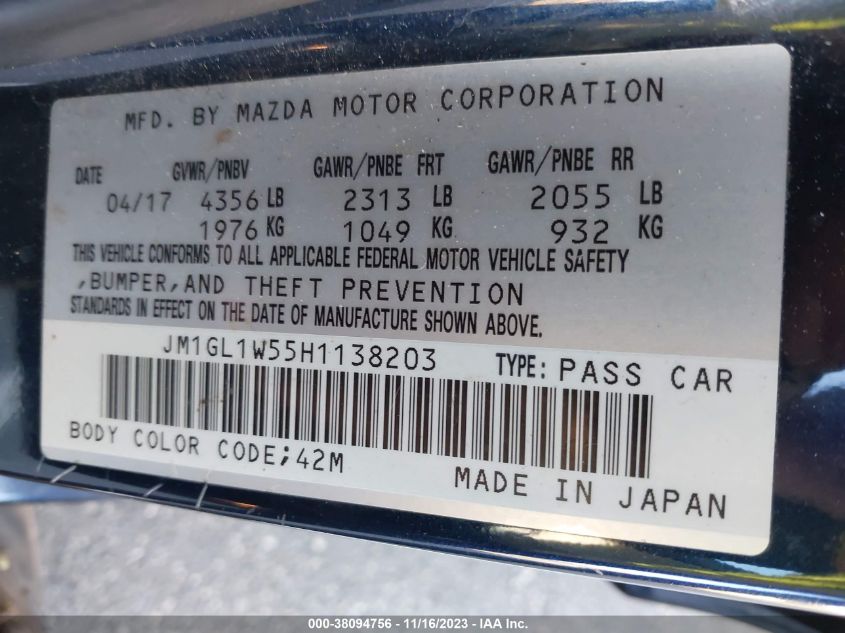 MFD. BY MAZDA MOTOR CORPORATION
DATE GVWR/PNBV GAWR/PNBE FRT GAWR/PNBE RR
04/17 4356 LB 2313 LB 2055 LB
1976 KG 1049 KG 932 KG
THIS VEHICLE CONFORMS TO ALL APPLICABLE FEDERAL MOTOR VEHICLE SAFETY
,BUMPER,AND THEFT PREVENTION
STANDARDS IN EFFECT ON THE DATE OF MANUFACTURE SHOWN ABOVE.
JM1GL1W55H1138203 TYPE: PASS CAR
BODY COLOR CODE;42M
MADE IN JAPAN
000-38094756 - 11/16/2023 - IAA Inc.